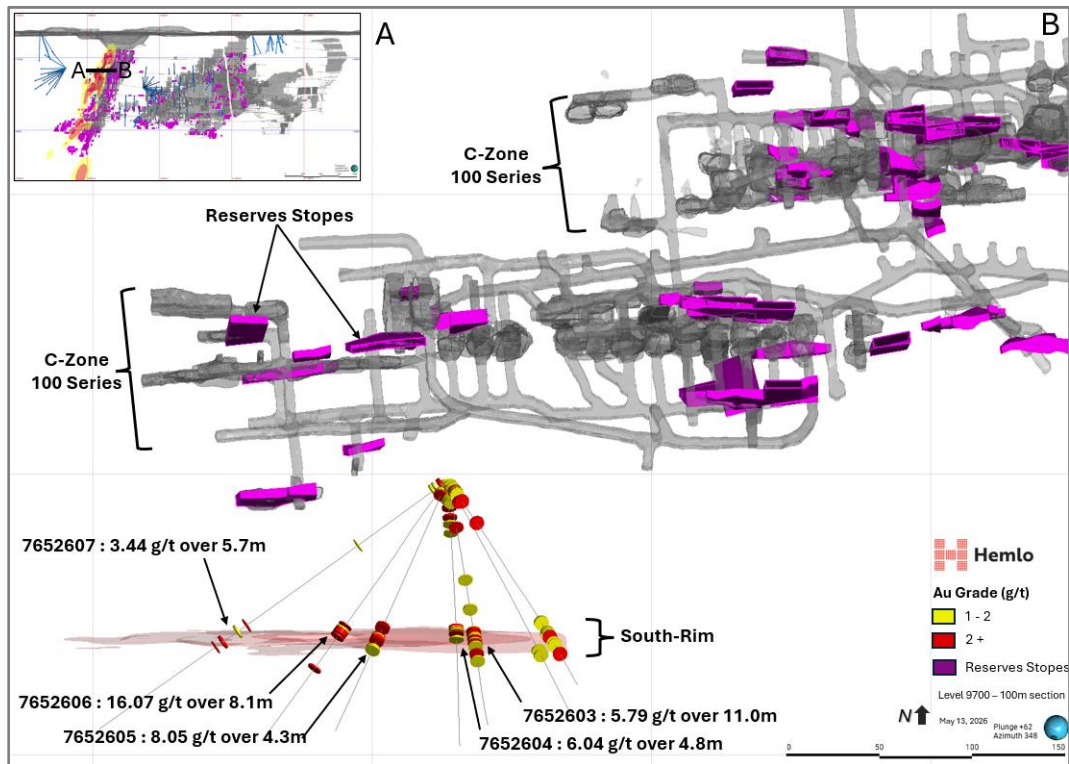 A
B
A
B
C-Zone
100 Series
Reserves Stopes
C-Zone
100 Series
7652607 : 3.44 g/t over 5.7m
South-Rim
7652606 : 16.07 g/t over 8.1m
7652605 : 8.05 g/t over 4.3m
7652603 : 5.79 g/t over 11.0m
7652604 : 6.04 g/t over 4.8m
Hemlo
Au Grade (g/t)
1 - 2
2 +
Reserves Stopes
Level 9700 – 100m section
N
May 13, 2026
Plunge +62
Azimuth 348
0 50 100 150